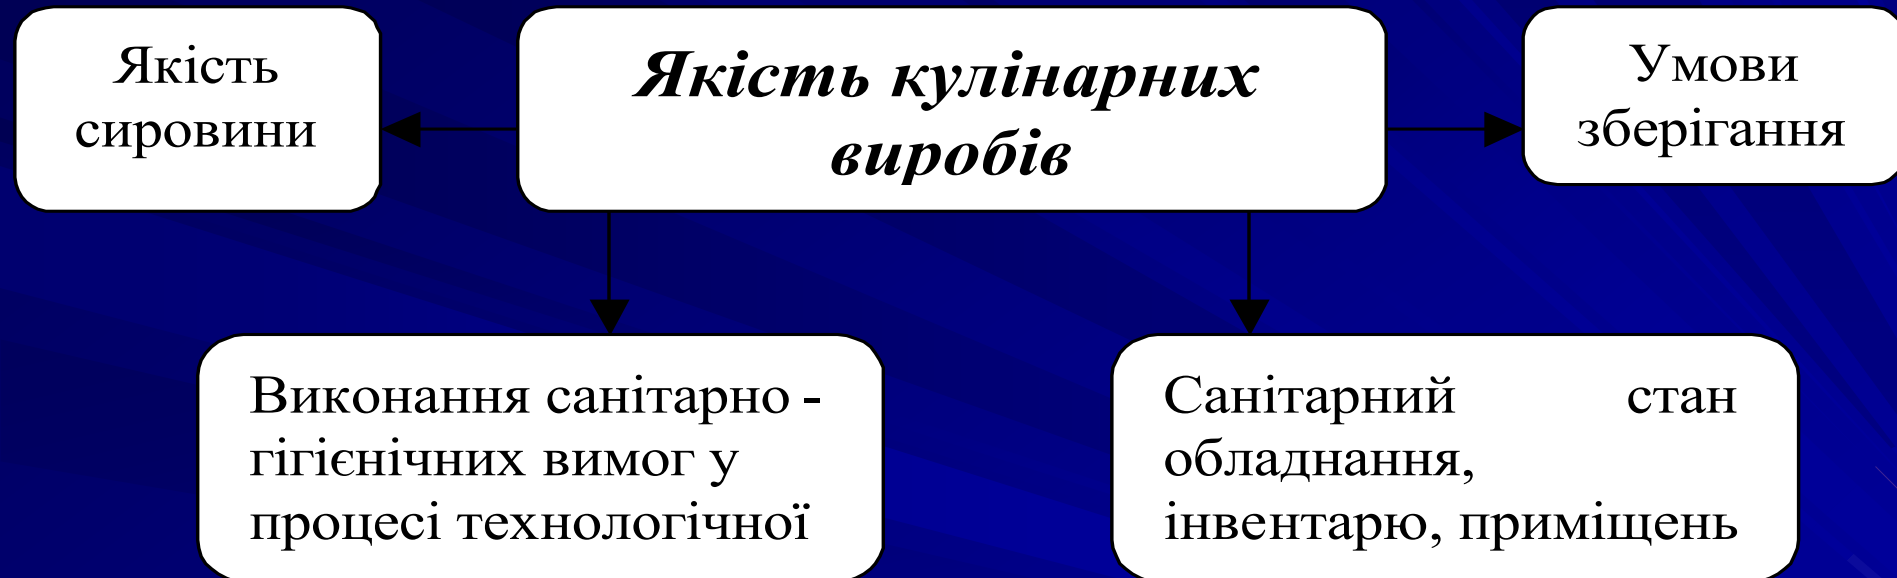 Якість
сировини
Якість кулінарних
виробів
Умови
зберігання
Виконання санітарно -
гігієнічних вимог у
процесі технологічної
Санітарний стан
обладнання,
інвентарю, приміщень